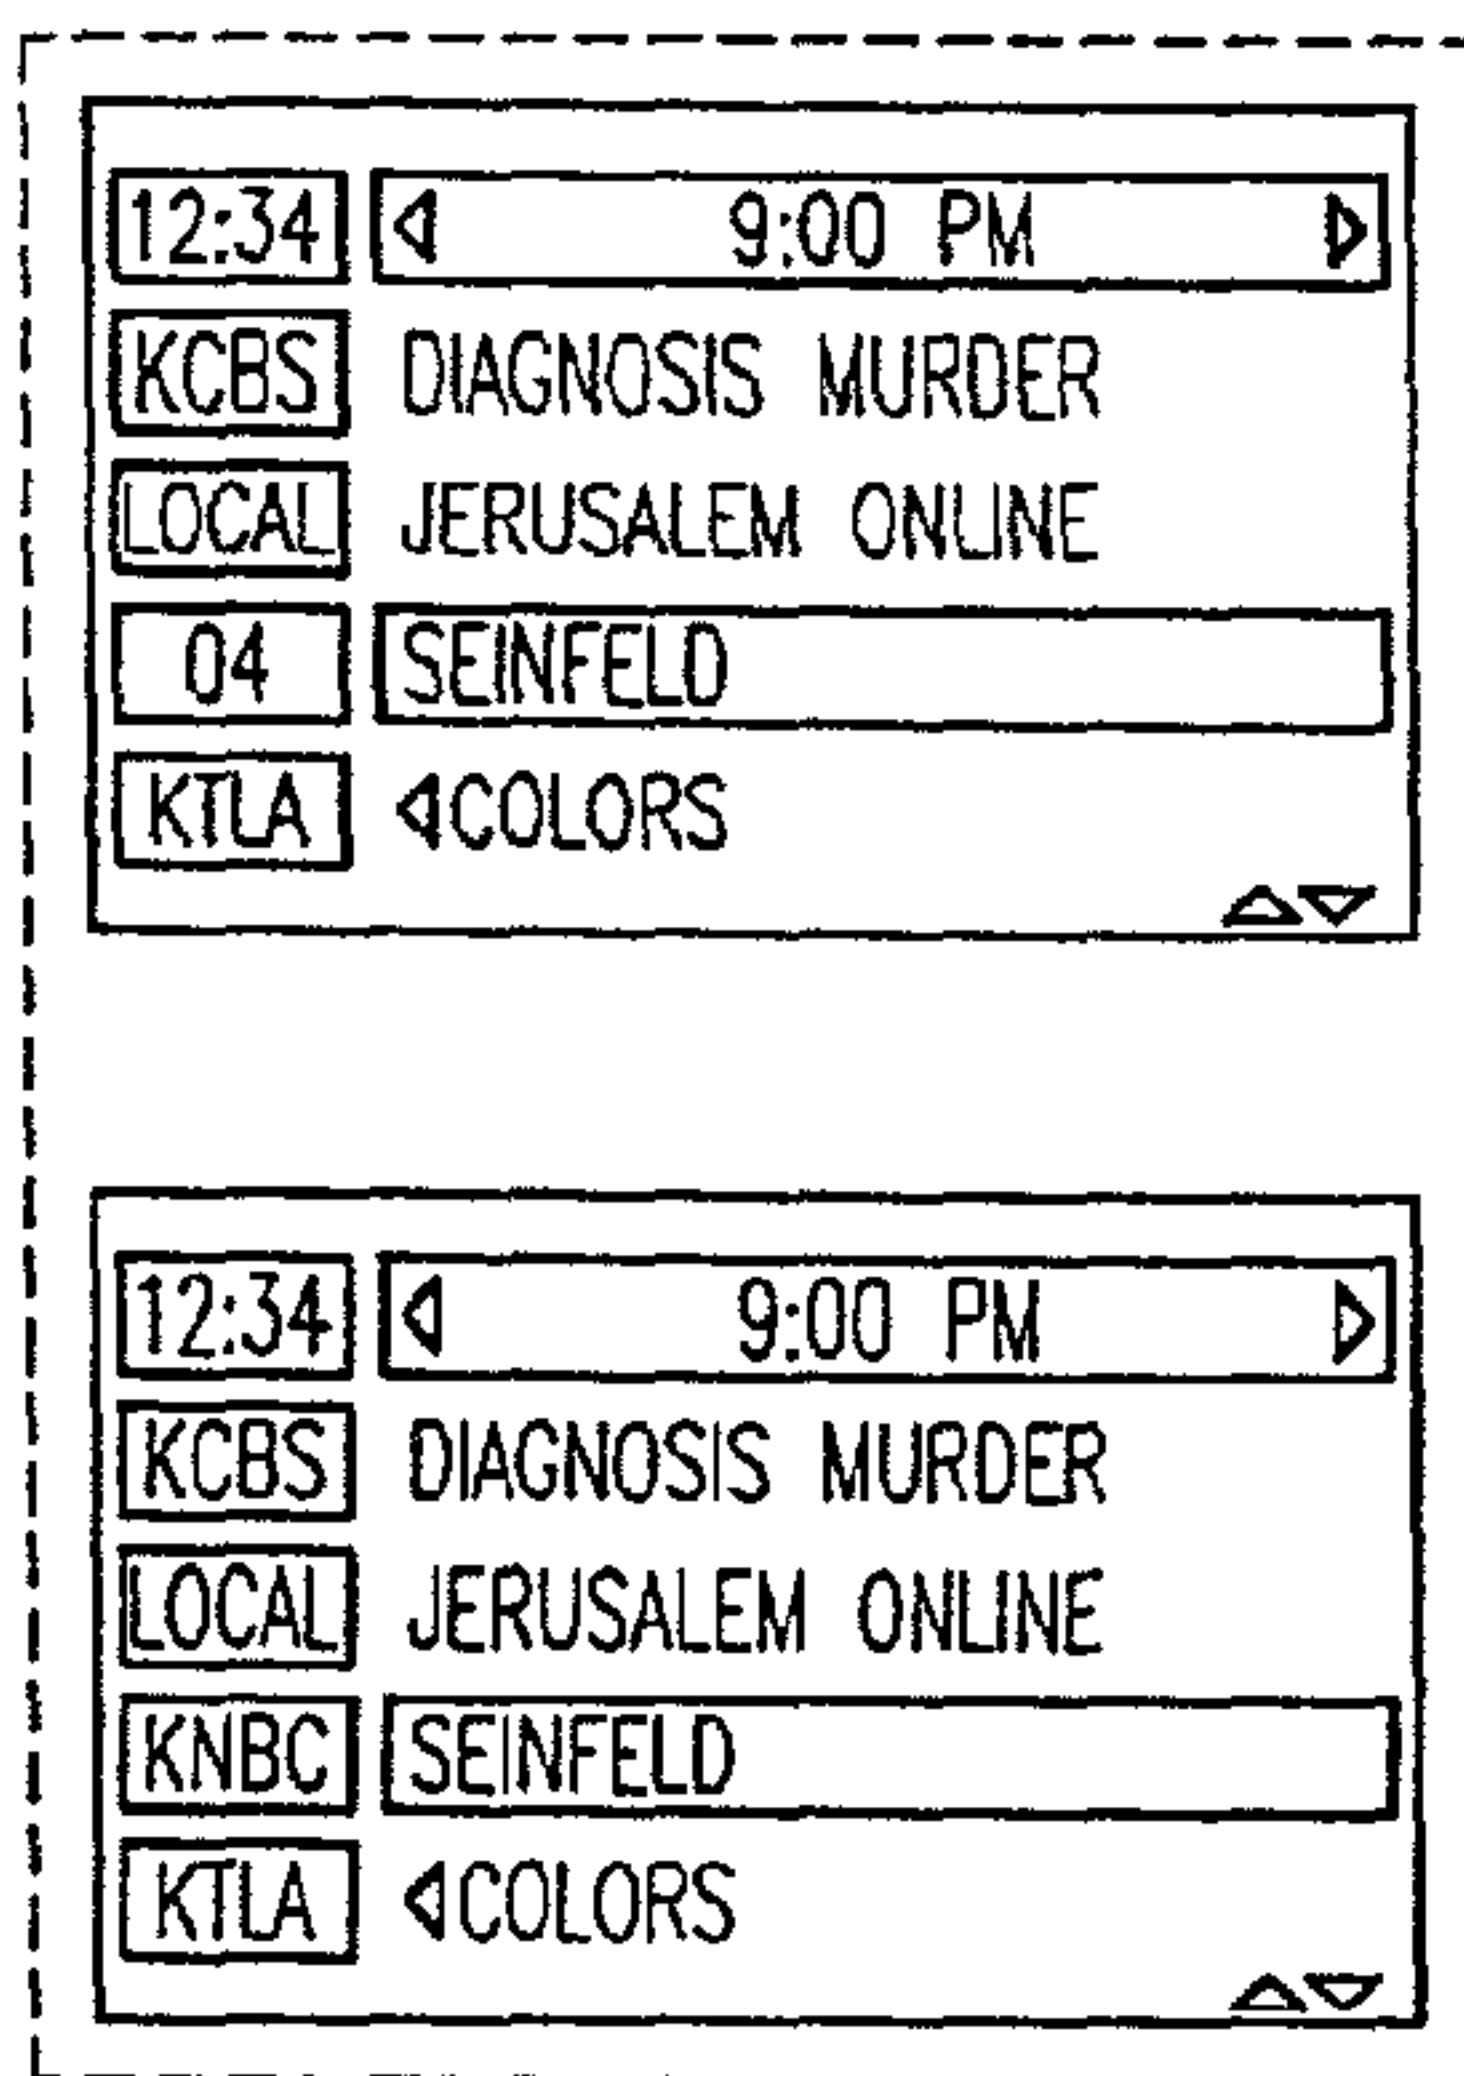 12:34 9:00 PM
KCBS DIAGNOSIS MURDER
LOCAL JERUSALEM ONLINE
04 SEINFELD
KTLA COLORS
12:34 9:00 PM
KCBS DIAGNOSIS MURDER
LOCAL JERUSALEM ONLINE
KNBC SEINFELD
KTLA COLORS